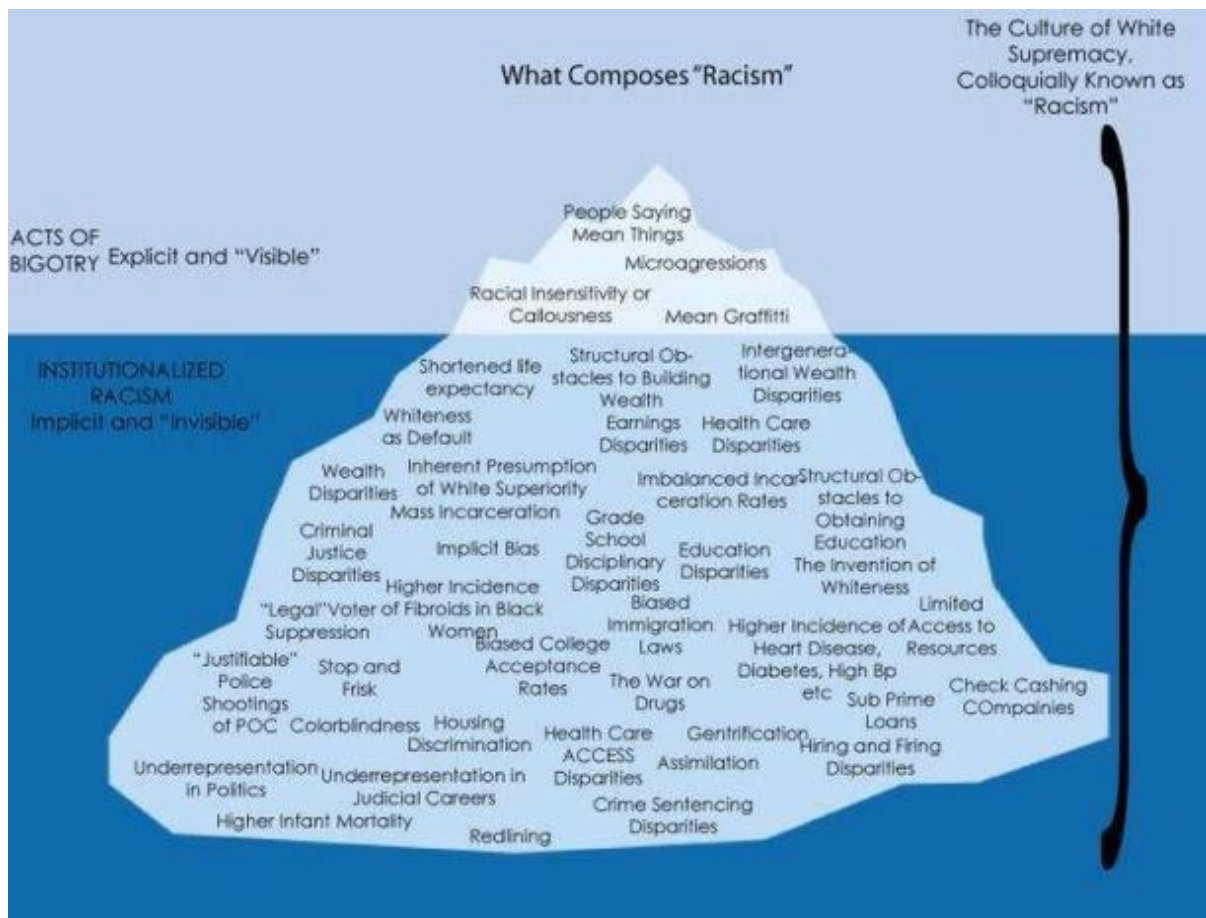 The Culture of White
Supremacy,
Colloquially Known as
"Racism"
What Composes "Racism"
ACTS OF
BIGOTRY Explicit and "Visible"
People Saying
Mean Things
Microagressions
Racial Insensitivity or
Callousness
Mean Graffitti
INSTITUTIONALIZED
RACISM
Implicit and "Invisible"
Shortened life
expectancy
Structural Ob-
stacles to Building
Wealth
Intergenera-
tional Wealth
Disparities
Whiteness
as Default
Earnings
Disparities
Health Care
Disparities
Wealth
Disparities
Inherent Presumption
of White Superiority
Imbalanced Incar
ceration Rates
Structural Ob-
stacles to
Obtaining
Education
Mass Incarceration
Criminal
Justice
Disparities
Implicit Bias
Grade
School
Disciplinary
Disparities
Education
Disparities
The Invention of
Whiteness
Higher Incidence
of Fibroids in Black
Women
"Legal"Voter
Suppression
Biased
Immigration
Laws
Higher Incidence of
Heart Disease,
Diabetes, High Bp
etc
Limited
Access to
Resources
"Justifiable"
Police
Shootings
of POC
Stop and
Frisk
Biased College
Acceptance
Rates
The War on
Drugs
Sub Prime
Loans
Check Cashing
COmpainies
Colorblindness
Housing
Discrimination
Health Care
ACCESS
Disparities
Gentrification
Assimilation
Hiring and Firing
Disparities
Underrepresentation
in Politics
Underrepresentation in
Judicial Careers
Higher Infant Mortality
Redlining
Crime Sentencing
Disparities